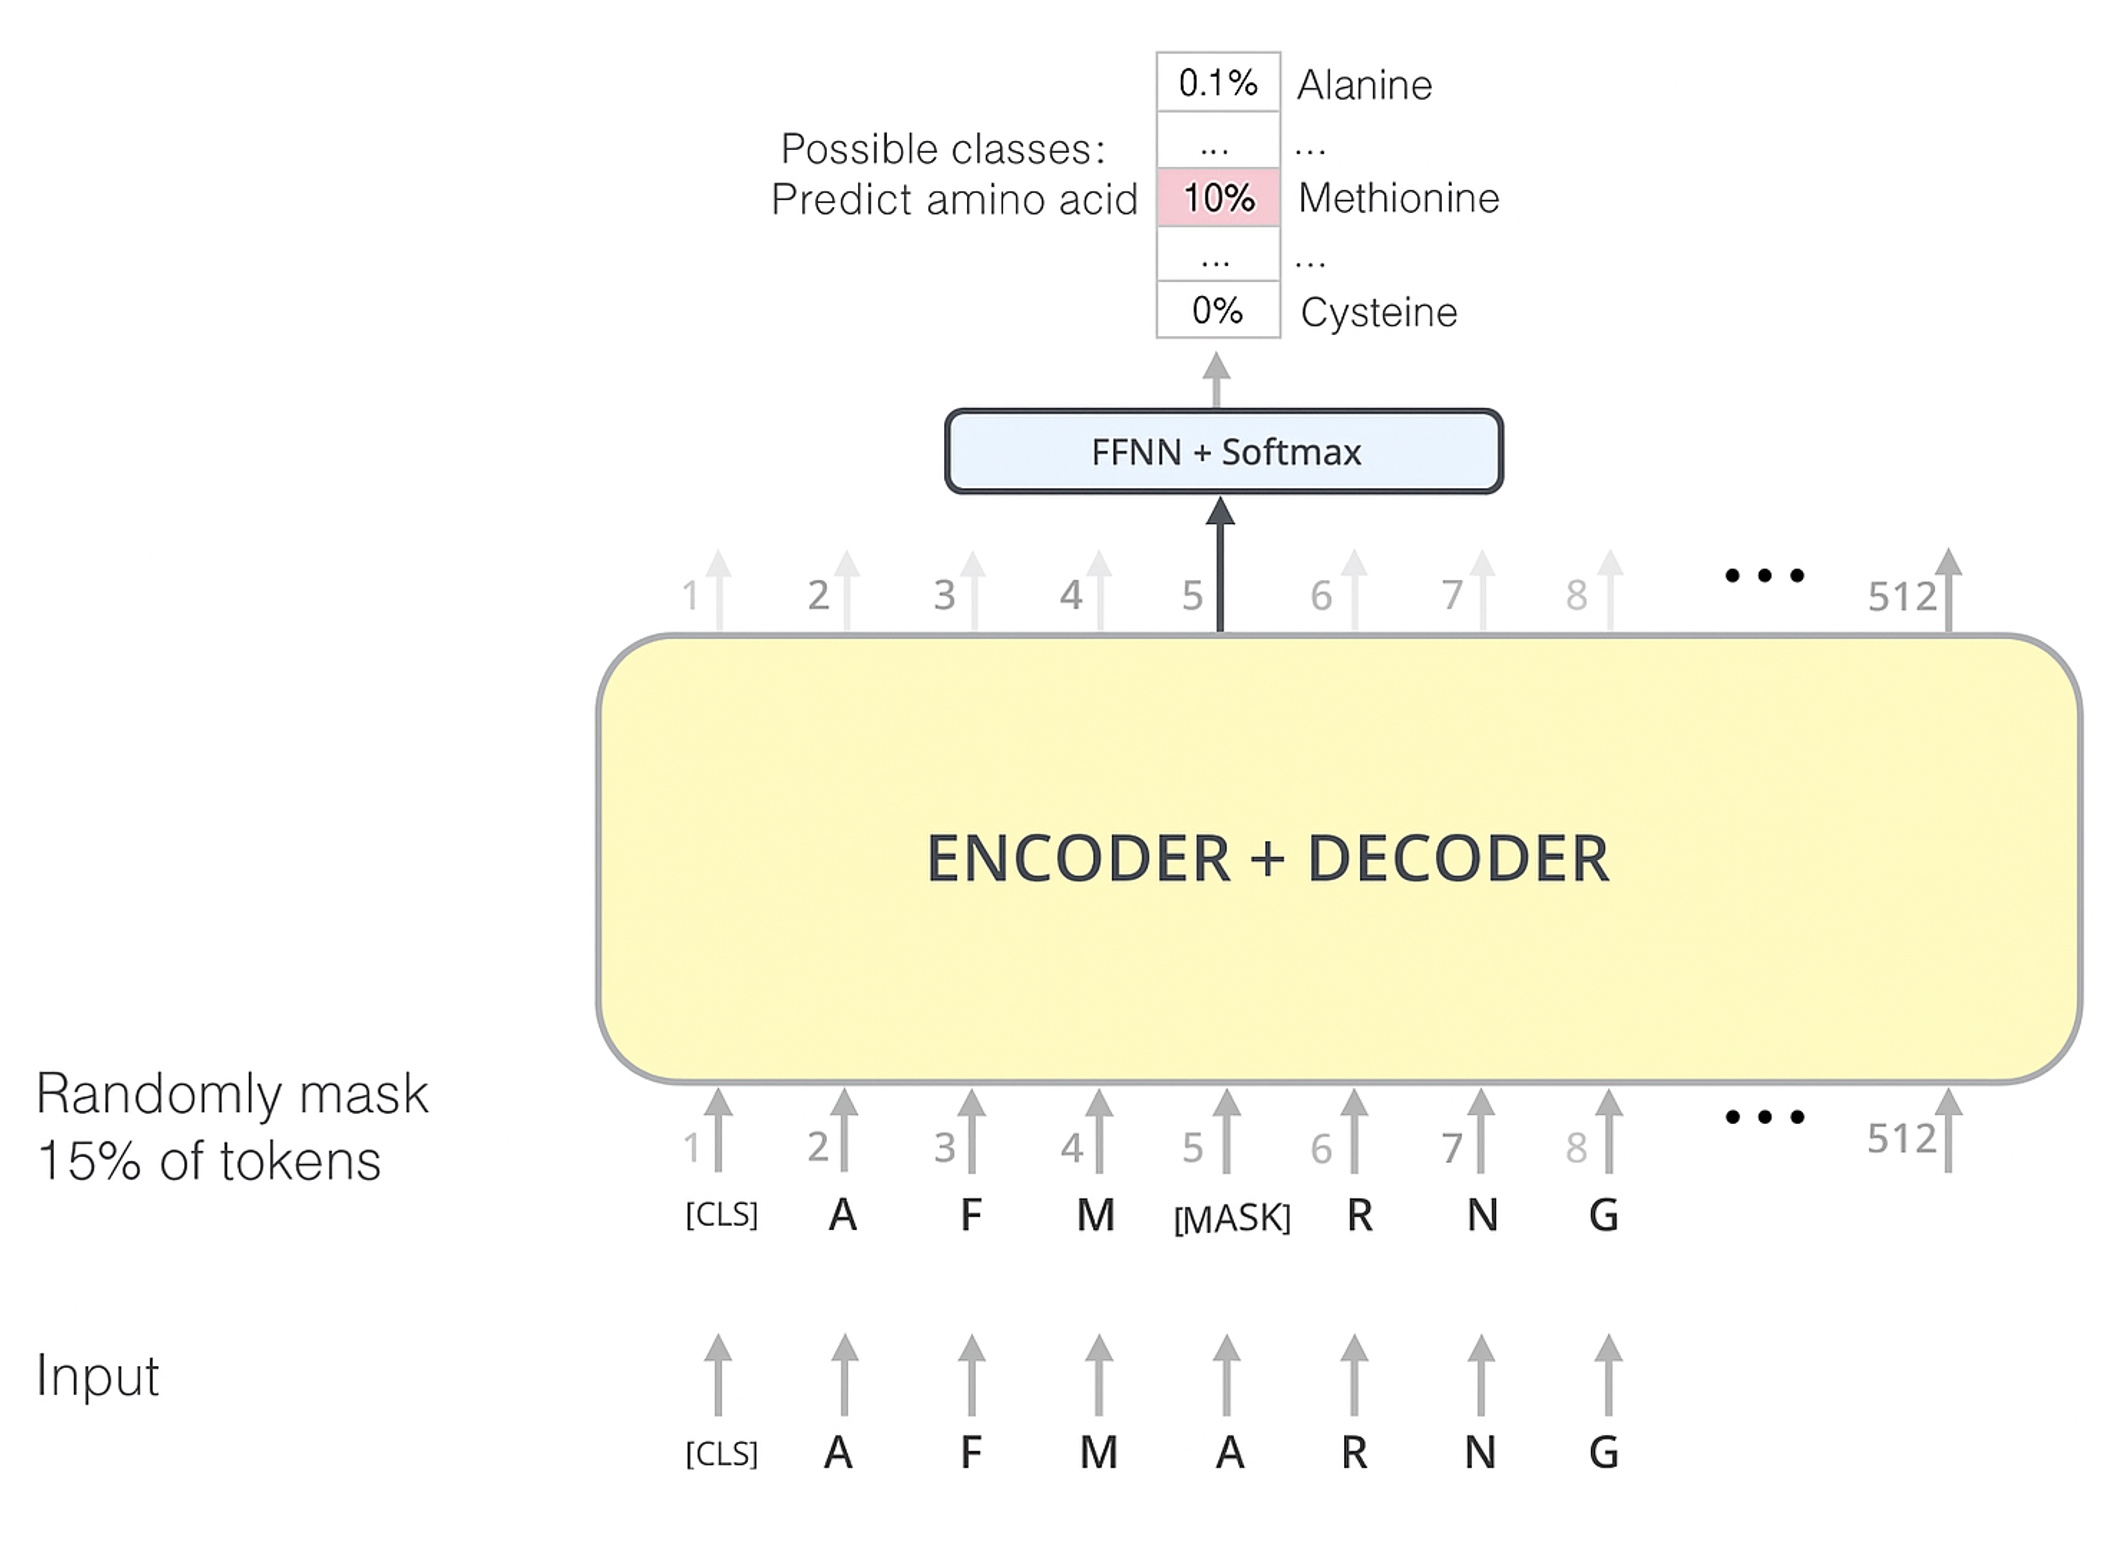 0.1% Alanine
Possible classes: ... ...
Predict amino acid 10% Methionine
... ...
0% Cysteine
FFNN + Softmax
1 2 3 4 5 6 7 8 ••• 512
ENCODER + DECODER
Randomly mask
15% of tokens
1 2 3 4 5 6 7 8 ••• 512
[CLS] A F M [MASK] R N G
Input
[CLS] A F M A R N G